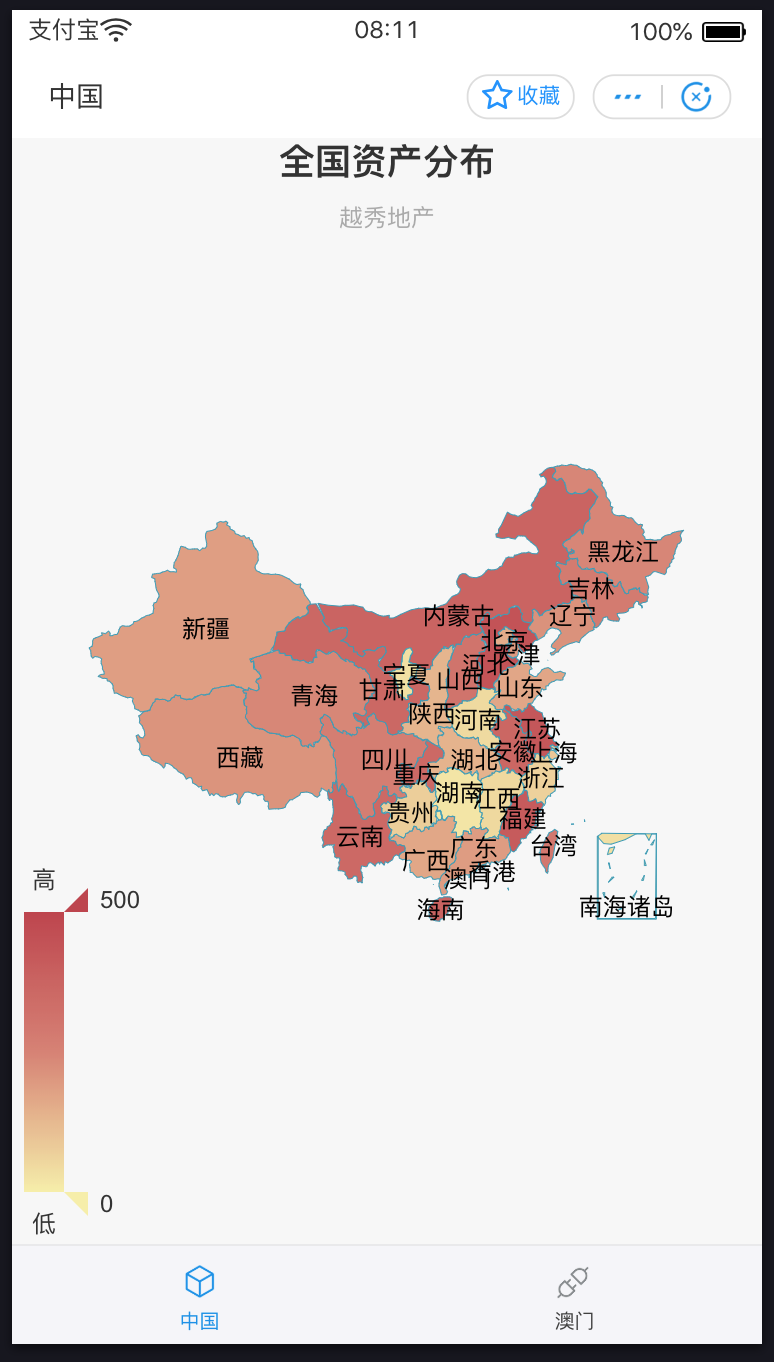 支付宝 08:11 100%
中国 收藏
全国资产分布
越秀地产
黑龙江
吉林
内蒙古 辽宁
新疆
北京
天津
河北
宁夏 山西
青海 甘肃 山东
陕西 河南
江苏
西藏 四川 湖北 安徽 上海
重庆 浙江
湖南 江西
贵州 福建
云南 广东 台湾
广西
澳门 香港
海南 南海诸岛
高
500
0
低
中国 澳门